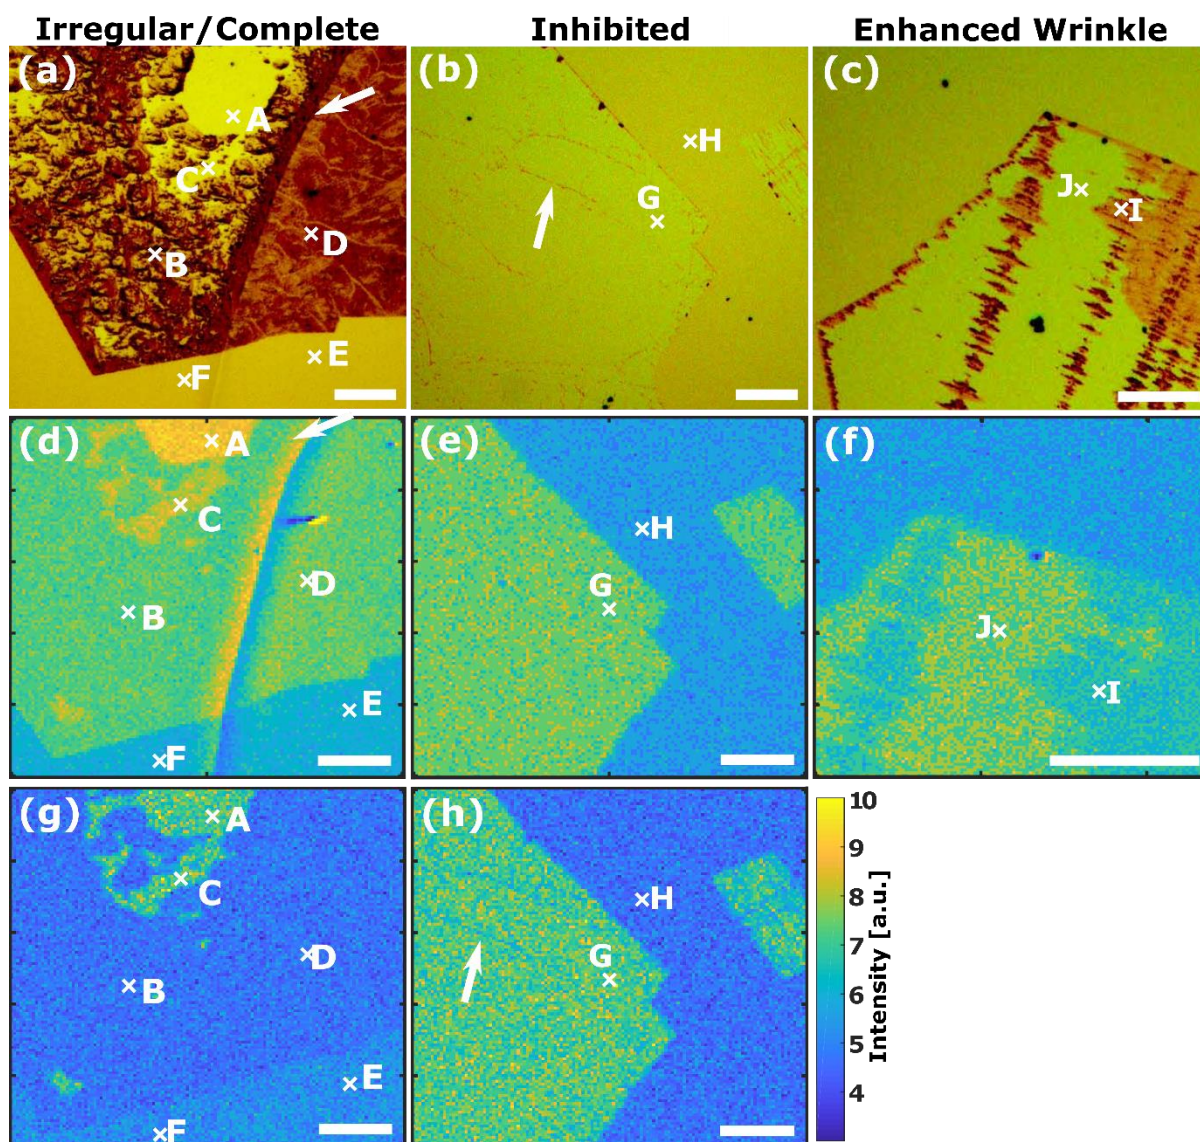 Irregular/Complete Inhibited Enhanced Wrinkle
(a) (b) (c)
A
C
B
D
E
F
H
G
J
I
(d) (e) (f)
A
C
D
B
E
F
H
G
J
I
(g) (h)
A
C
D
B
E
F
H
G
10
9
8
7
6
5
4
Intensity [a.u.]